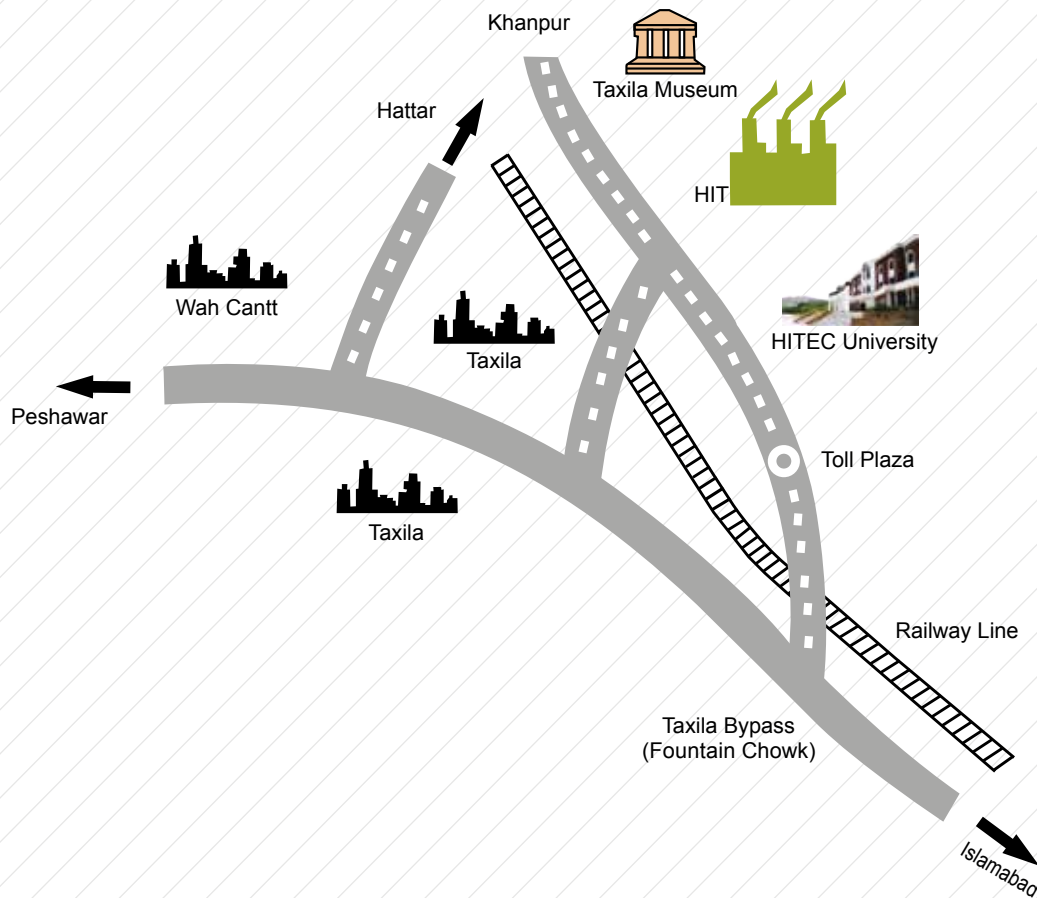 Khanpur
Taxila Museum
Hattar
HIT
Wah Cantt
HITEC University
Taxila
Peshawar
Toll Plaza
Taxila
Railway Line
Taxila Bypass
(Fountain Chowk)
Islamabad